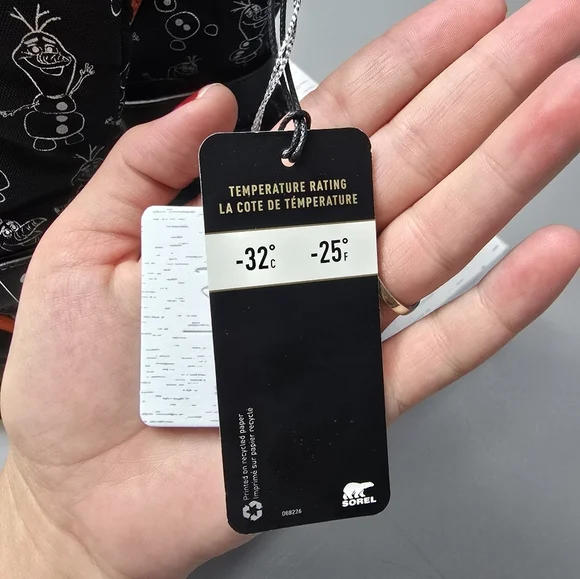 TEMPERATURE RATING
LA COTE DE TÉMPERATURE
-32°C -25°F
Printed on recycled paper
Imprimé sur papier recyclé
068226
SOREL